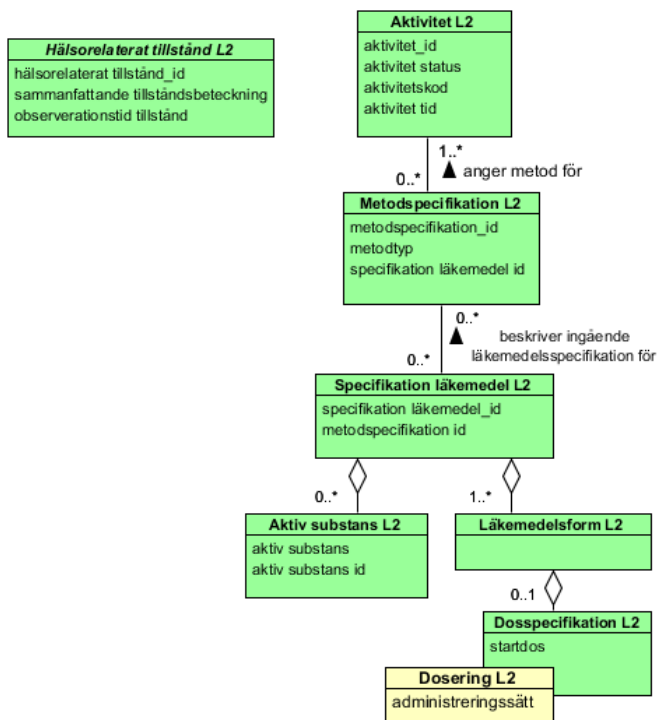 Hälsorelaterat tillstånd L2
hälsorelaterat tillstånd_id
sammanfattande tillståndsbeteckning
observerationstid tillstånd
Aktivitet L2
aktivitet_id
aktivitet status
aktivitetskod
aktivitet tid
1..*
anger metod för
0..*
Metodspecifikation L2
metodspecifikation_id
metodtyp
specifikation läkemedel id
0..*
beskriver ingående
läkemedelsspecifikation för
0..*
Specifikation läkemedel L2
specifikation läkemedel_id
metodspecifikation id
0..*
1..*
Aktiv substans L2
aktiv substans
aktiv substans id
Läkemedelsform L2
0..1
Dosspecifikation L2
startdos
Dosering L2
administreringssätt